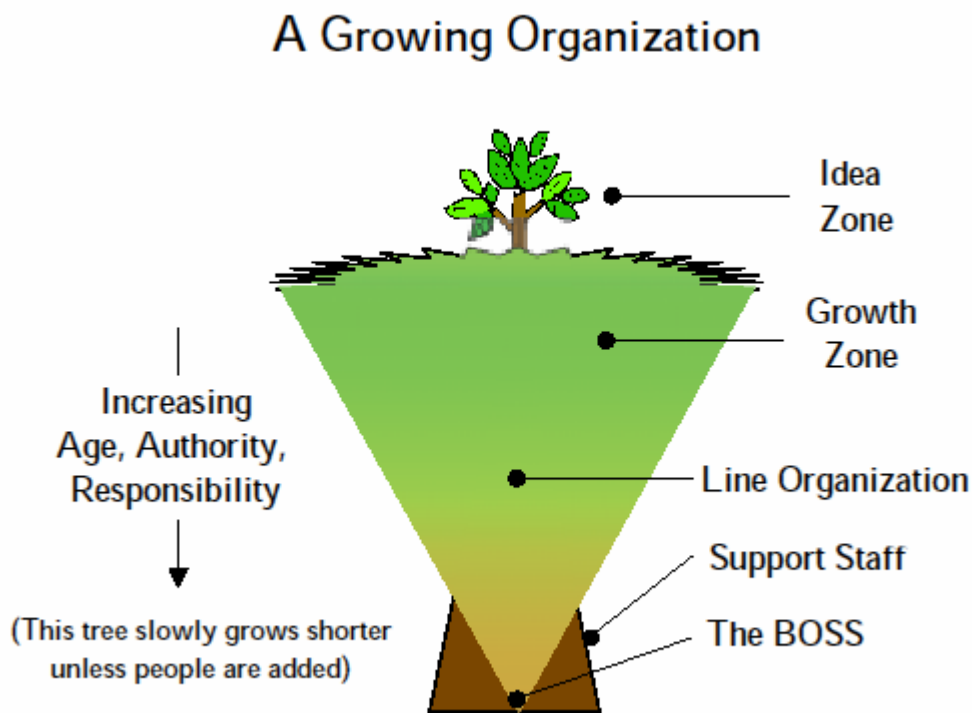 A Growing Organization
Idea
Zone
Growth
Zone
Increasing
Age, Authority,
Responsibility
Line Organization
Support Staff
The BOSS
(This tree slowly grows shorter
unless people are added)